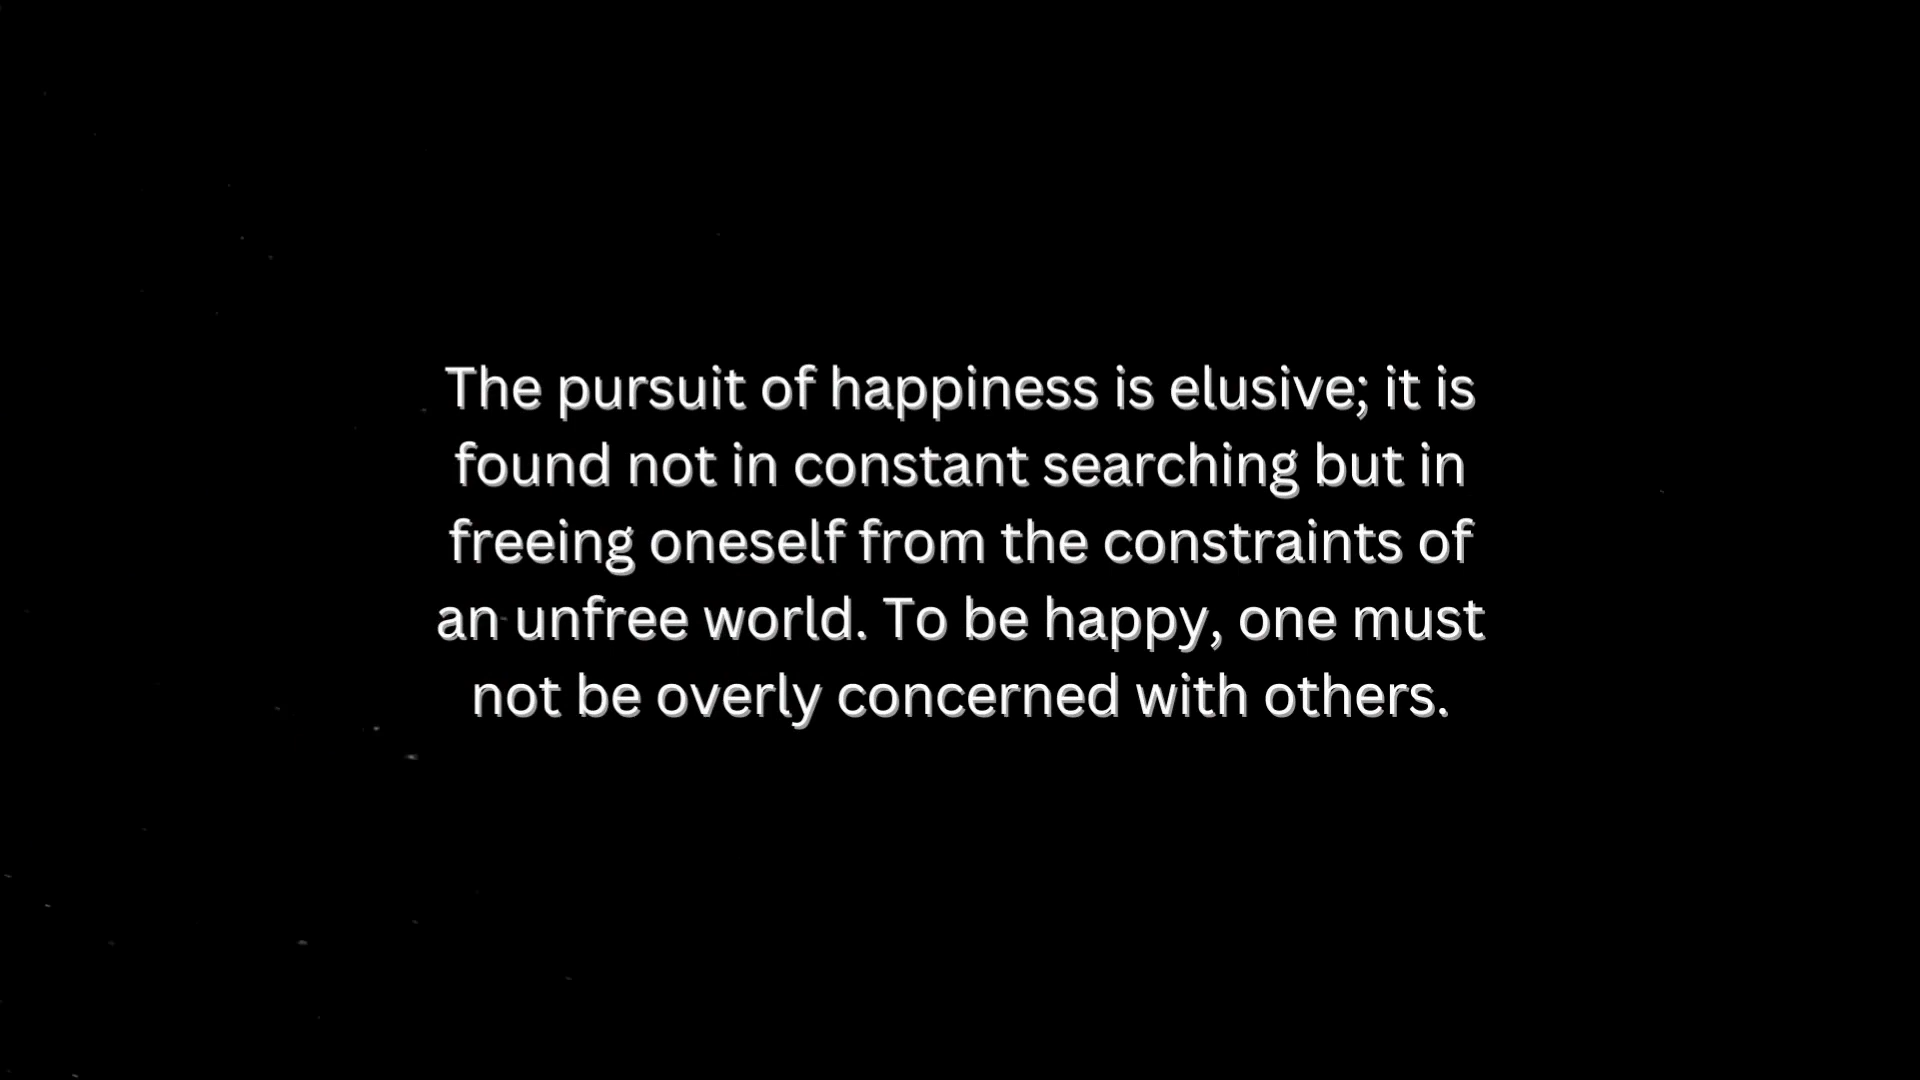 The pursuit of happiness is elusive; it is
found not in constant searching but in
freeing oneself from the constraints of
an unfree world. To be happy, one must
not be overly concerned with others.